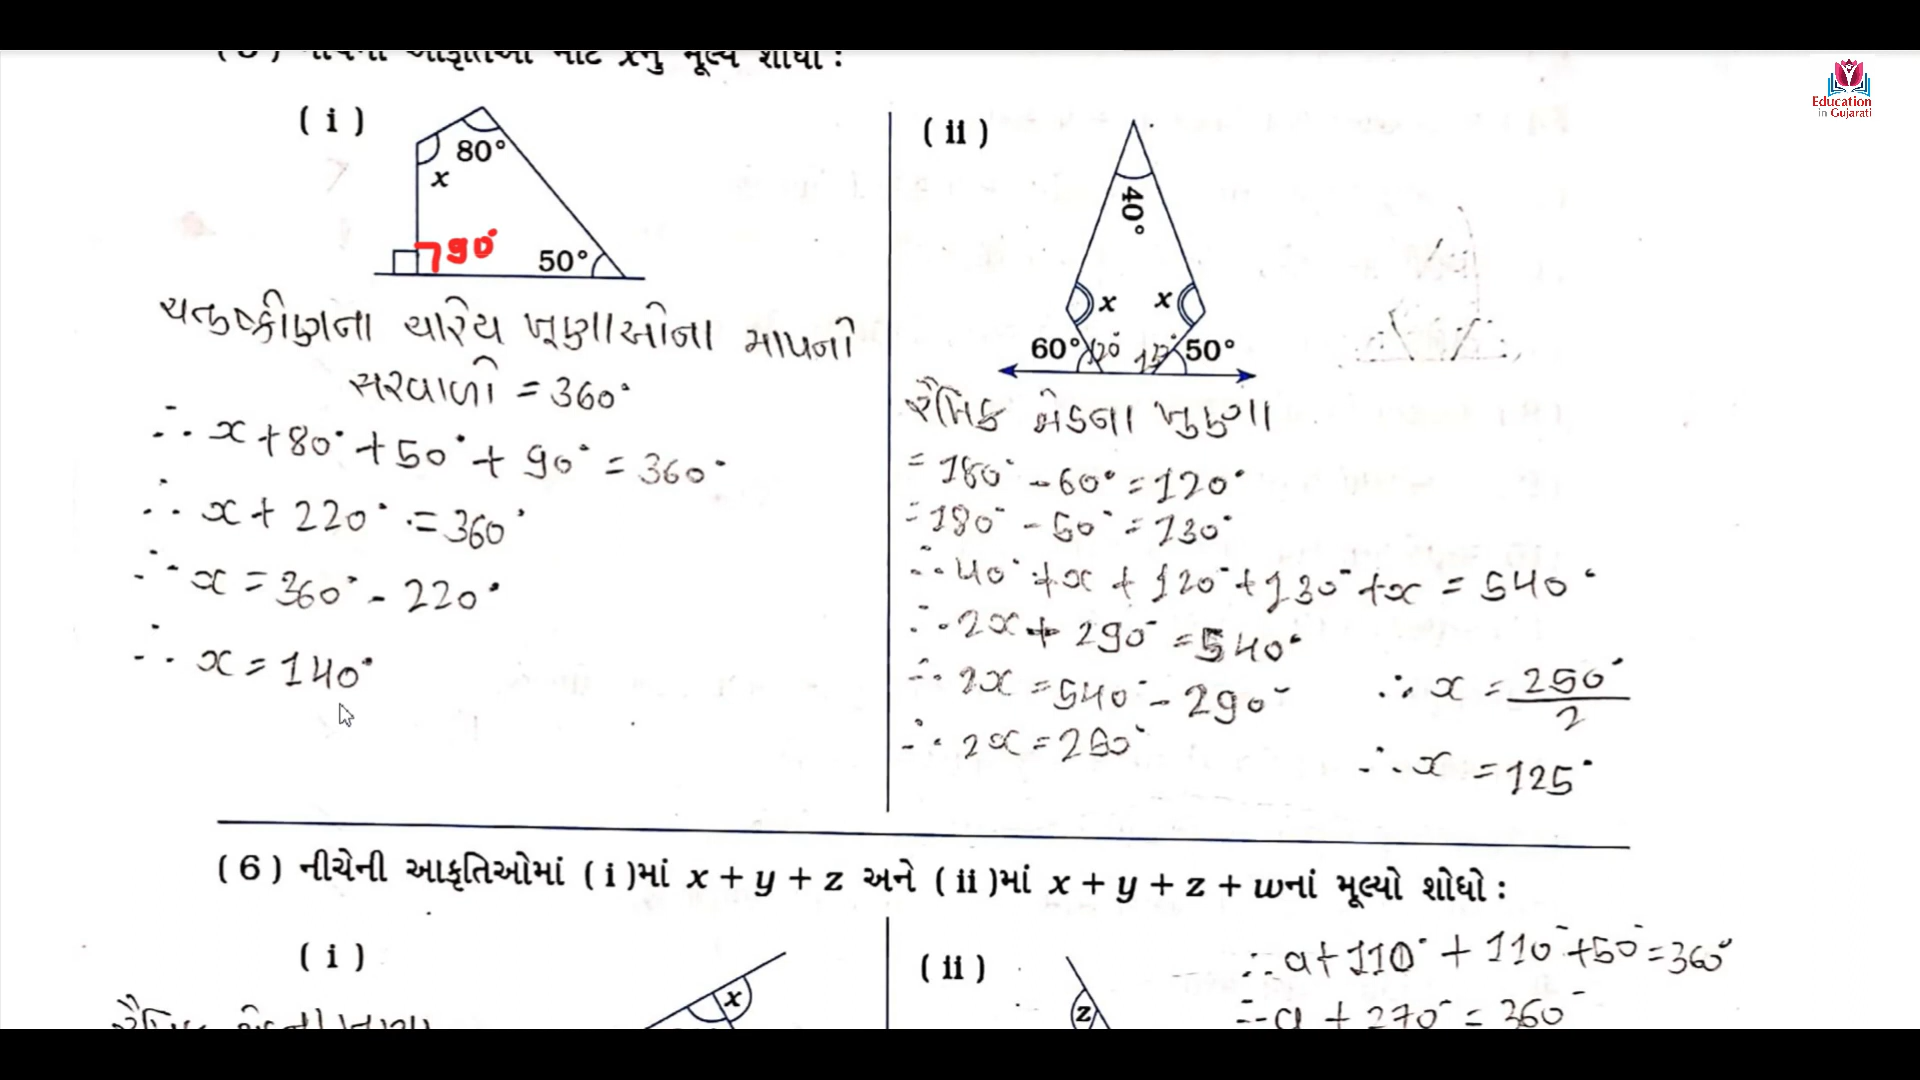 Education
in Gujarati
નીચેની આકૃતિઓ માટે xનું મૂલ્ય શોધો :
( i )
80°
x
90°
50°
ચતુષ્કોણના ચારેય ખૂણાઓના માપનો
સરવાળો = 360°
∴ x + 80° + 50° + 90° = 360°
∴ x + 220° = 360°
∴ x = 360° - 220°
∴ x = 140°
( ii )
40°
x x
60° 120° 50°
રૈખિક જોડના ખુણા
= 180° - 60° = 120°
= 180° - 50° = 130°
∴ 40° + x + 120° + 130° + x = 540°
∴ 2x + 290° = 540°
∴ 2x = 540° - 290°
∴ 2x = 250°
∴ x = 250° / 2
∴ x = 125°
( 6 ) નીચેની આકૃતિઓમાં ( i )માં x + y + z અને ( ii )માં x + y + z + wનાં મૂલ્યો શોધો :
( i )
x
( ii )
z
∴ a + 110° + 110° + 50° = 360°
∴ a + 270° = 360°